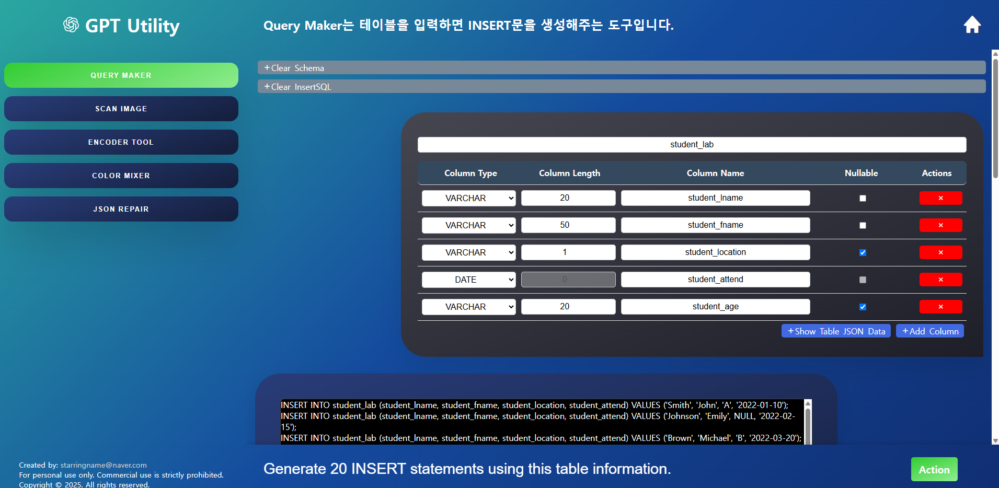 GPT Utility
Query Maker는 테이블을 입력하면 INSERT문을 생성해주는 도구입니다.
QUERY MAKER
SCAN IMAGE
ENCODER TOOL
COLOR MIXER
JSON REPAIR
+Clear Schema
+Clear InsertSQL
student_lab
Column Type Column Length Column Name Nullable Actions
VARCHAR 20 student_lname ×
VARCHAR 50 student_fname ×
VARCHAR 1 student_location ×
DATE 0 student_attend ×
VARCHAR 20 student_age ×
+Show Table JSON Data +Add Column
INSERT INTO student_lab (student_lname, student_fname, student_location, student_attend) VALUES ('Smith', 'John', 'A', '2022-01-10');
INSERT INTO student_lab (student_lname, student_fname, student_location, student_attend) VALUES ('Johnson', 'Emily', NULL, '2022-02-
15');
INSERT INTO student_lab (student_lname, student_fname, student_location, student_attend) VALUES ('Brown', 'Michael', 'B', '2022-03-20');
Generate 20 INSERT statements using this table information.
Action
Created by: starringname@naver.com
For personal use only. Commercial use is strictly prohibited.
Copyright © 2025. All rights reserved.